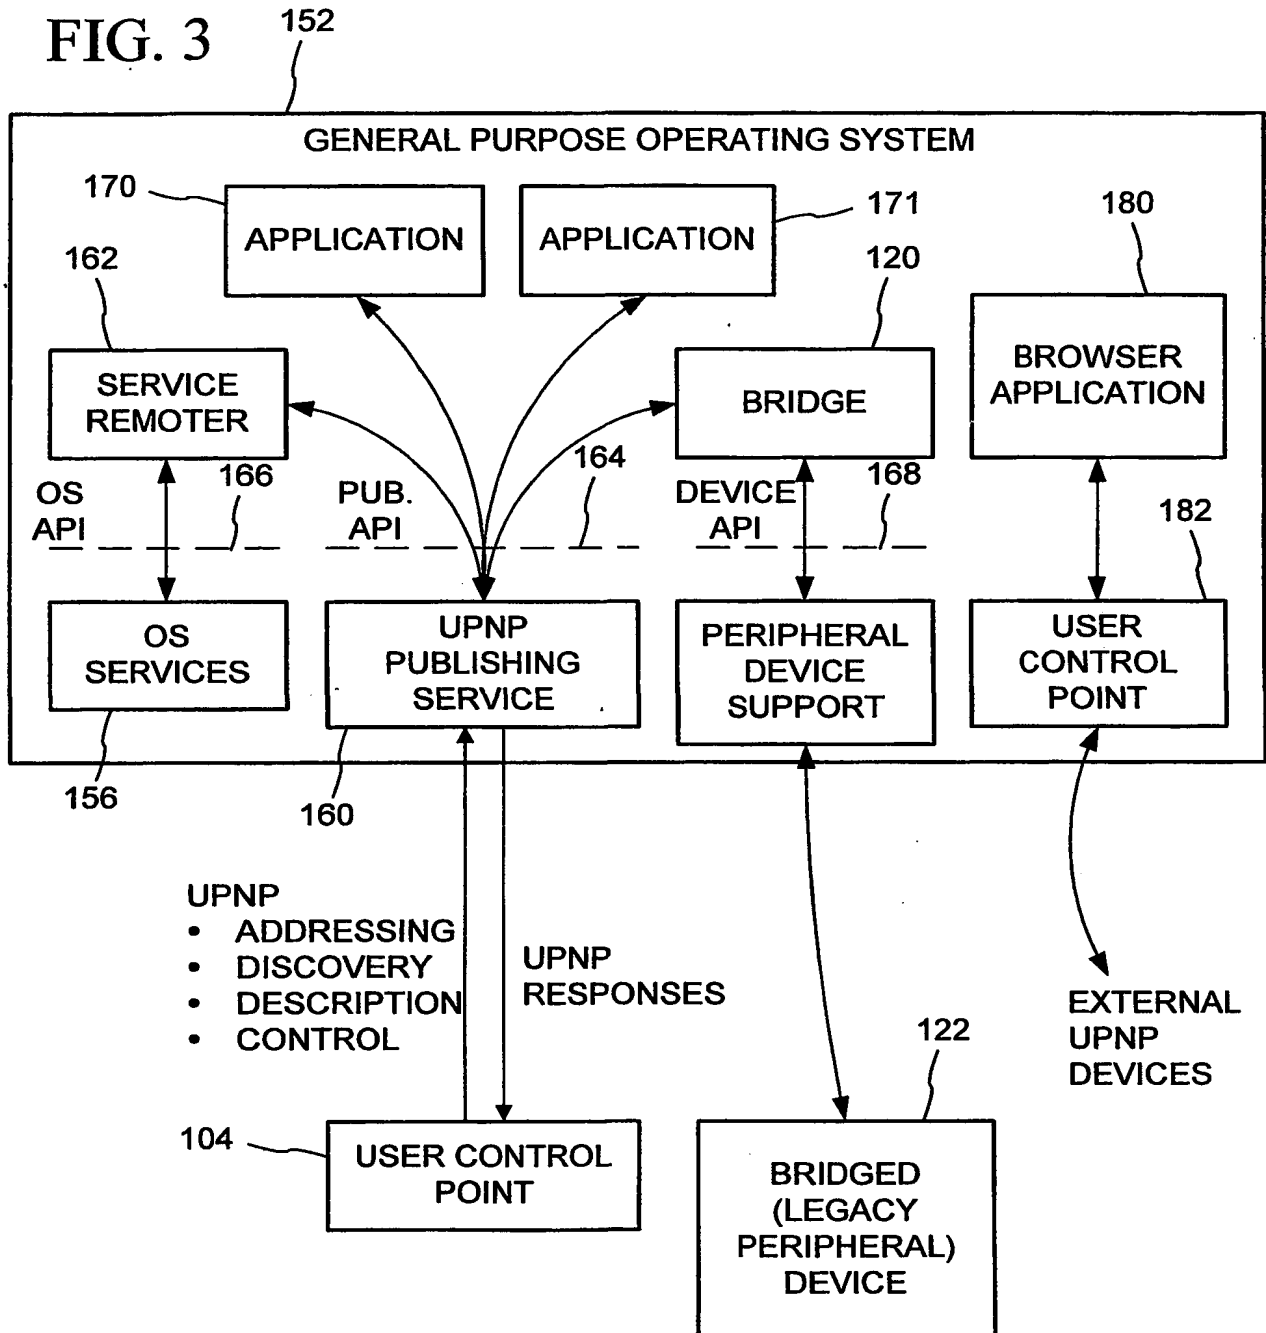 FIG. 3
152
GENERAL PURPOSE OPERATING SYSTEM
170
APPLICATION
APPLICATION
171
180
162
120
SERVICE
REMOTER
BRIDGE
BROWSER
APPLICATION
OS
API
166
PUB.
API
164
DEVICE
API
168
182
OS
SERVICES
UPNP
PUBLISHING
SERVICE
PERIPHERAL
DEVICE
SUPPORT
USER
CONTROL
POINT
156
160
UPNP
• ADDRESSING
• DISCOVERY
• DESCRIPTION
• CONTROL
UPNP
RESPONSES
EXTERNAL
UPNP
DEVICES
122
104
USER CONTROL
POINT
BRIDGED
(LEGACY
PERIPHERAL)
DEVICE